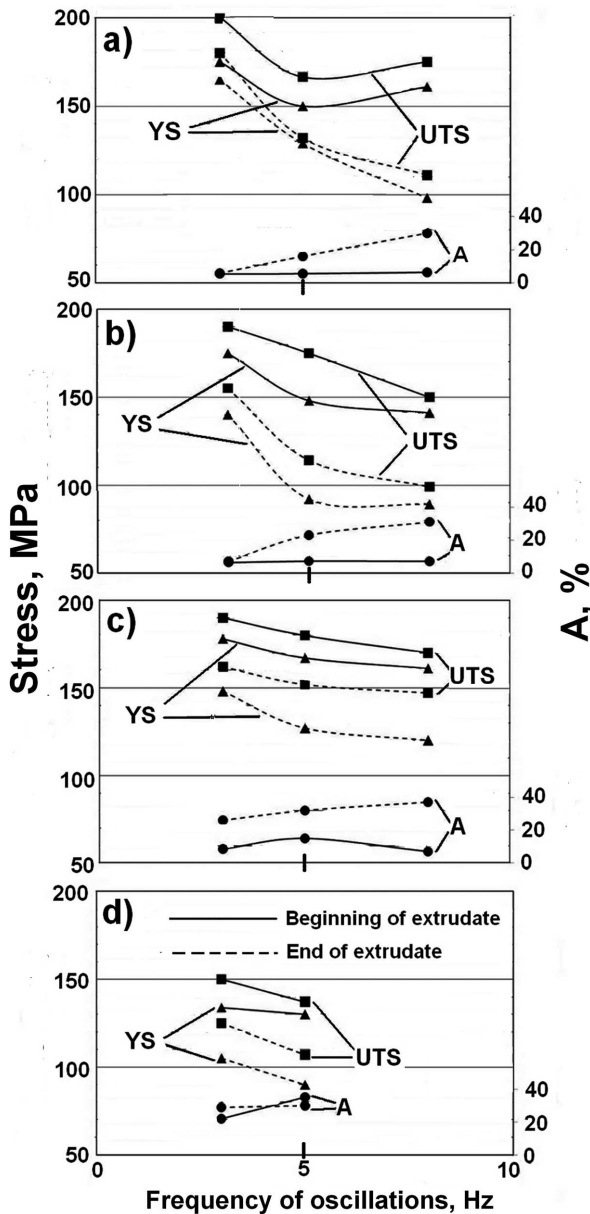 200
a)
150
YS
UTS
100
40
20
A
50
0
200
b)
150
YS
UTS
100
40
20
A
50
0
200
c)
150
UTS
YS
100
40
20
A
50
0
200
d)
Beginning of extrudate
End of extrudate
150
YS
UTS
100
40
20
A
50
0
0
5
10
Stress, MPa
A, %
Frequency of oscillations, Hz